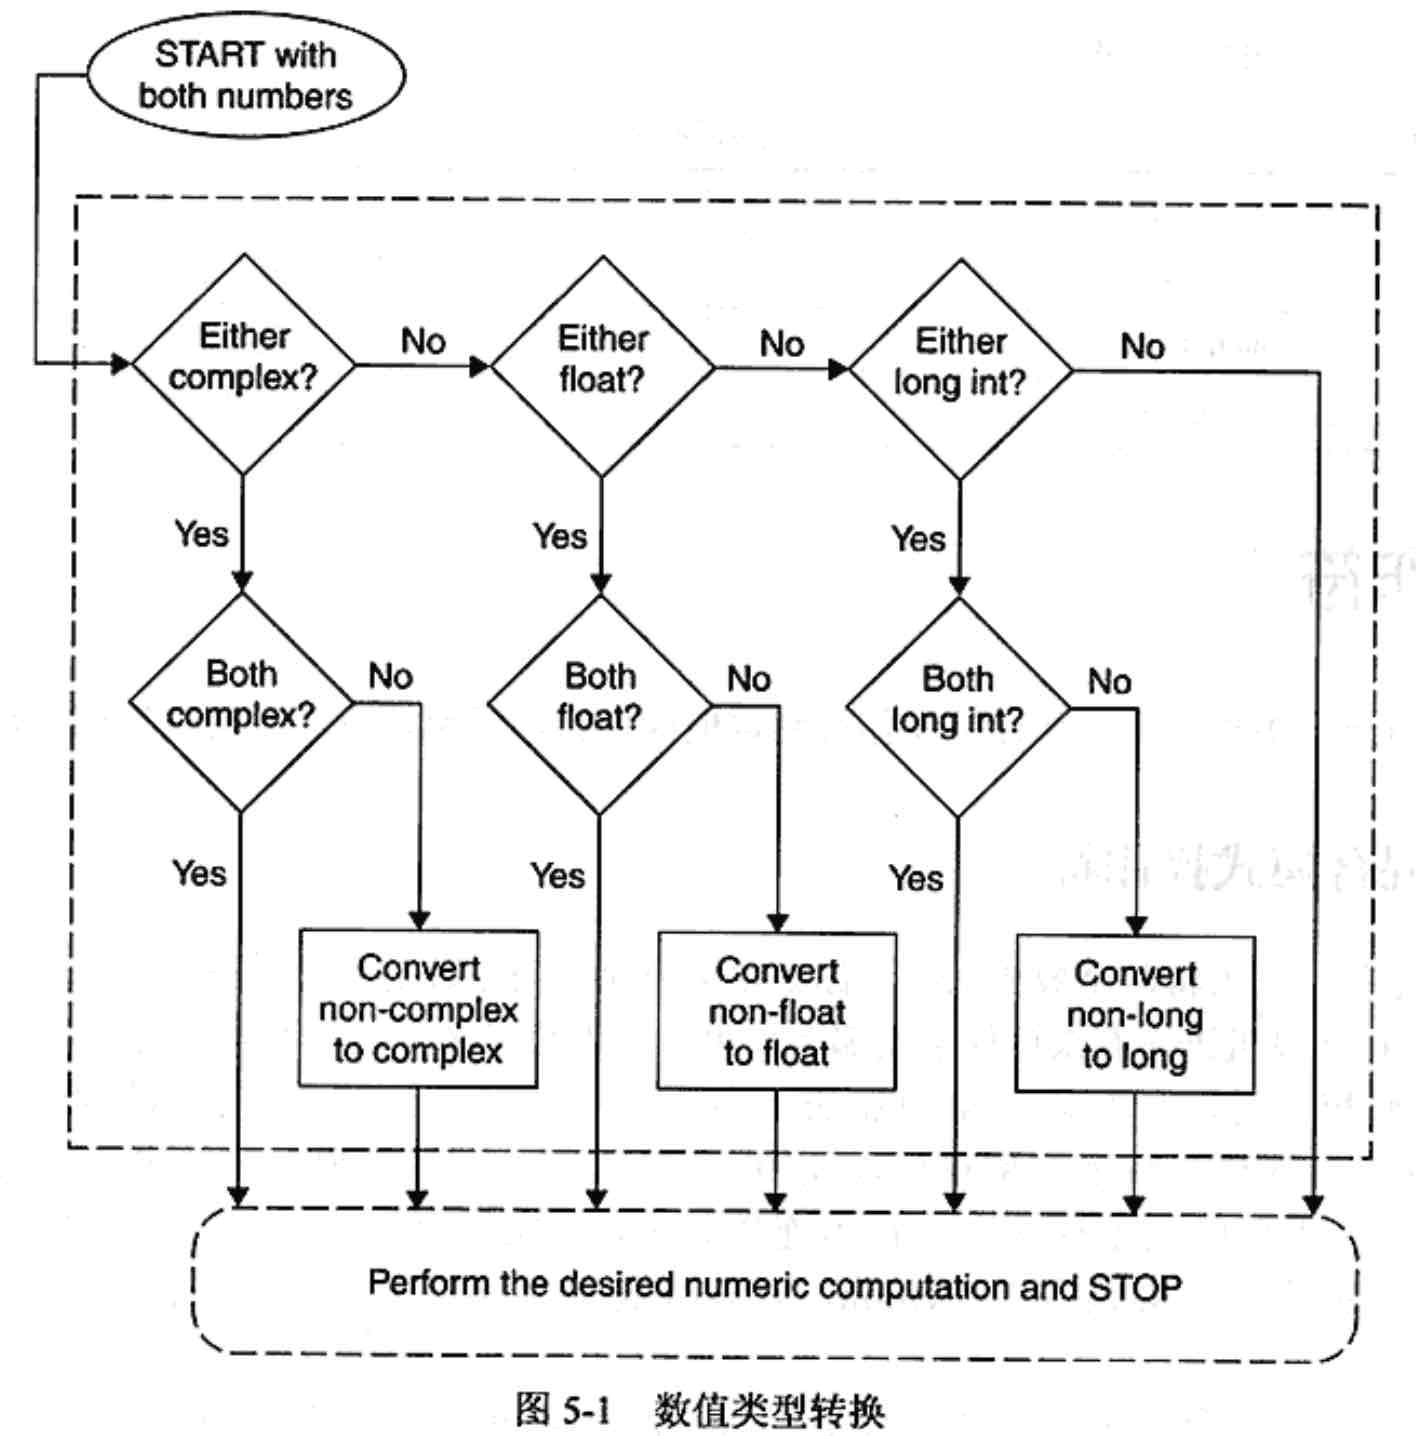 START with
both numbers
Either
complex?
No
Either
float?
No
Either
long int?
No
Yes
Yes
Yes
Both
complex?
No
Both
float?
No
Both
long int?
No
Yes
Yes
Yes
Convert
non-complex
to complex
Convert
non-float
to float
Convert
non-long
to long
Perform the desired numeric computation and STOP
图 5-1 数值类型转换